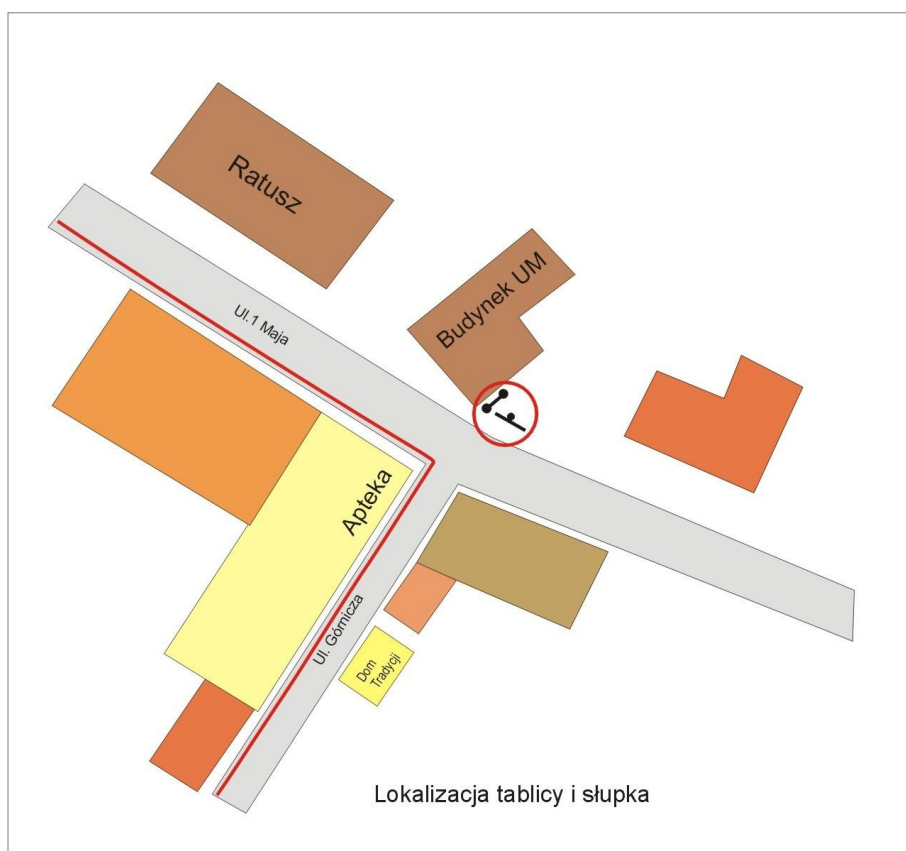 Ratusz
Budynek UM
Ul.1 Maja
Apteka
Ul. Górnicza
Dom
Tradycji
Lokalizacja tablicy i słupka